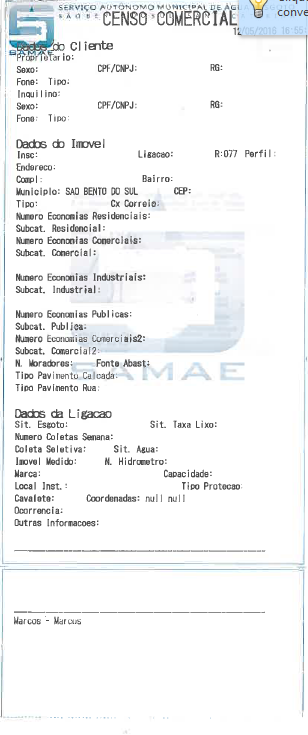 SERVIÇO AUTÔNOMO MUNICIPAL DE ÁGUA
CENSO COMERCIAL
conve
12/05/2016 16:55
SAMAE
Dados do Cliente
Proprietario:
Sexo: CPF/CNPJ: RG:
Fone: Tipo:
Inquilino:
Sexo: CPF/CNPJ: RG:
Fone: Tipo:
Dados do Imovel
Insc: Ligacao: R:077 Perfil:
Endereco:
Compl: Bairro:
Municipio: SAO BENTO DO SUL CEP:
Tipo: Cx Correio:
Numero Economias Residenciais:
Subcat. Residencial:
Numero Economias Comerciais:
Subcat. Comercial:
Numero Economias Industriais:
Subcat. Industrial:
Numero Economias Publicas:
Subcat. Publica:
Numero Economias Comerciais2:
Subcat. Comercial2:
N. Moradores: Fonte Abast:
SAMAE
Tipo Pavimento Calcada:
Tipo Pavimento Rua:
Dados da Ligacao
Sit. Esgoto: Sit. Taxa Lixo:
Numero Coletas Semana:
Coleta Seletiva: Sit. Agua:
Imovel Medido: N. Hidrometro:
Marca: Capacidade:
Local Inst.: Tipo Protecao:
Cavalete: Coordenadas: null null
Ocorrencia:
Outras Informacoes:
Marcos - Marcus